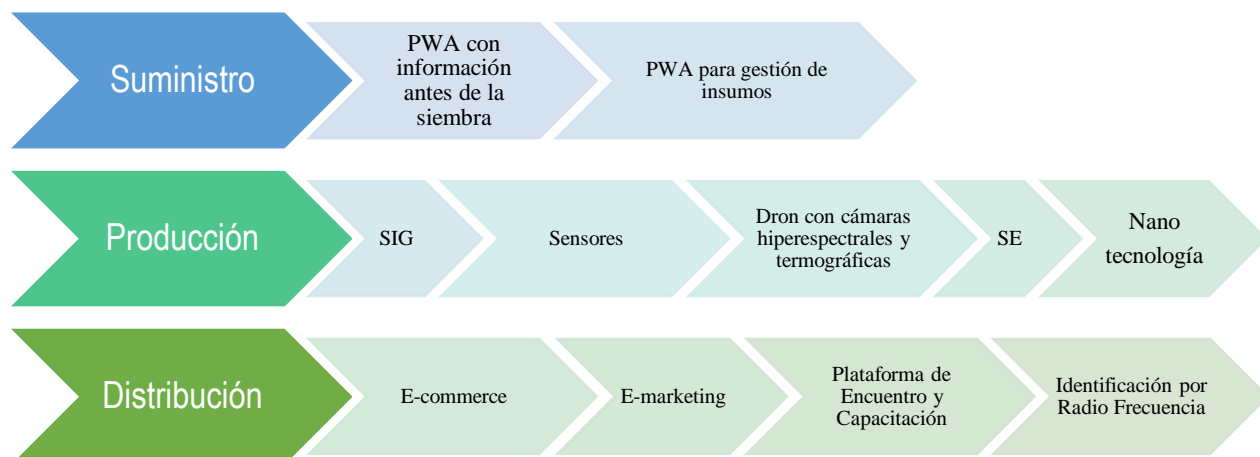 Suministro
PWA con
información
antes de la
siembra
PWA para gestión de
insumos
Producción
SIG
Sensores
Dron con cámaras
hiperespectrales y
termográficas
SE
Nano
tecnología
Distribución
E-commerce
E-marketing
Plataforma de
Encuentro y
Capacitación
Identificación por
Radio Frecuencia